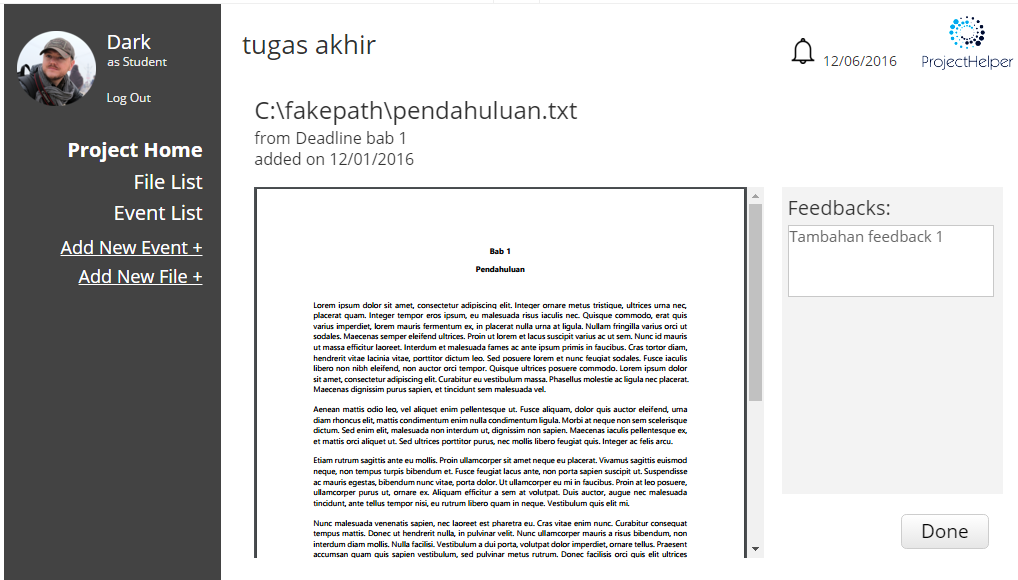 Dark
as Student
Log Out
Project Home
File List
Event List
Add New Event +
Add New File +
tugas akhir
12/06/2016
ProjectHelper
C:\fakepath\pendahuluan.txt
from Deadline bab 1
added on 12/01/2016
Bab 1
Pendahuluan
Lorem ipsum dolor sit amet, consectetur adipiscing elit. Integer ornare metus tristique, ultrices urna nec,
placerat quam. Integer tempor eros ipsum, eu malesuada risus iaculis nec. Quisque commodo, erat quis
varius imperdiet, lorem mauris fermentum ex, in placerat nulla urna at ligula. Nullam fringilla varius orci ut
sodales. Maecenas semper eleifend ultrices. Proin ut lorem et lacus suscipit varius ac ut sem. Nunc id mauris
ut massa efficitur laoreet. Interdum et malesuada fames ac ante ipsum primis in faucibus. Cras tortor diam,
hendrerit vitae lacinia vitae, porttitor dictum leo. Sed posuere lorem et nunc feugiat sodales. Fusce iaculis
libero non nibh eleifend, non auctor orci tempor. Quisque ultrices posuere commodo. Lorem ipsum dolor
sit amet, consectetur adipiscing elit. Curabitur eu vestibulum massa. Phasellus molestie ac ligula nec placerat.
Maecenas dignissim purus sapien, et tincidunt sem malesuada vel.
Aenean mattis odio leo, vel aliquet enim pellentesque ut. Fusce aliquam, dolor quis auctor eleifend, urna
diam rhoncus elit, mattis condimentum enim nulla condimentum ligula. Morbi at neque non sem scelerisque
dictum. Sed enim elit, malesuada non interdum ut, dignissim non sapien. Maecenas iaculis pellentesque ex,
et mattis orci aliquet ut. Sed ultrices porttitor purus, nec mollis libero feugiat quis. Integer ac felis arcu.
Etiam rutrum sagittis ante eu mollis. Proin ullamcorper sit amet neque eu placerat. Vivamus sagittis euismod
neque, non tempus turpis bibendum et. Fusce feugiat lacus ante, non porta sapien suscipit ut. Suspendisse
ac mauris egestas, bibendum nunc vitae, porta dolor. Ut ullamcorper eu mi in faucibus. Proin at leo posuere,
ullamcorper purus ut, ornare ex. Aliquam efficitur a sem at volutpat. Duis auctor, augue nec malesuada
tincidunt, ante tellus tempor nisi, eu rutrum libero quam in neque. Vestibulum quis elit mi.
Nunc malesuada venenatis sapien, nec laoreet est pharetra eu. Cras vitae enim nunc. Curabitur consequat
tempus mattis. Donec ut hendrerit nulla, in pulvinar velit. Nunc ullamcorper mauris a risus bibendum, non
interdum diam mollis. Nulla facilisi. Vestibulum a dui porta, volutpat dolor imperdiet, ornare tellus. Praesent
accumsan quam quis sapien vestibulum, sed pulvinar metus rutrum. Donec facilisis orci quis elit ultrices
Feedbacks:
Tambahan feedback 1
Done